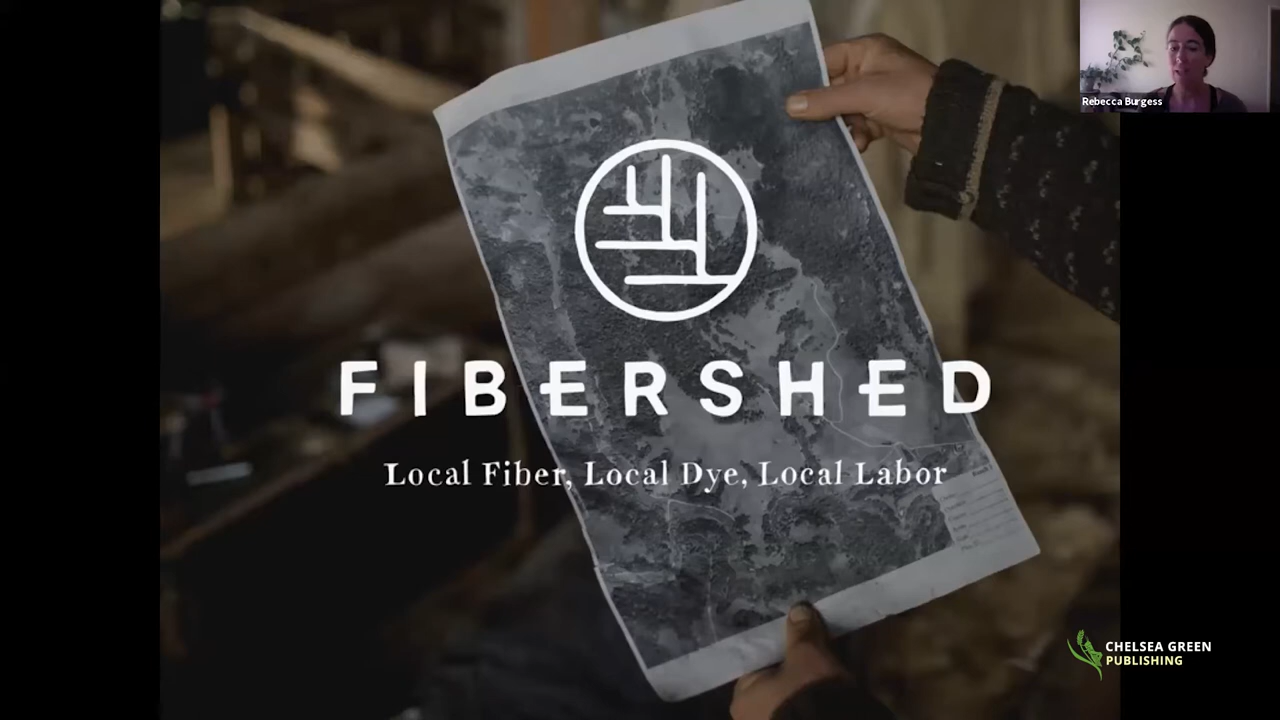 Rebecca Burgess
FIBERSHED
Local Fiber, Local Dye, Local Labor
CHELSEA GREEN
PUBLISHING